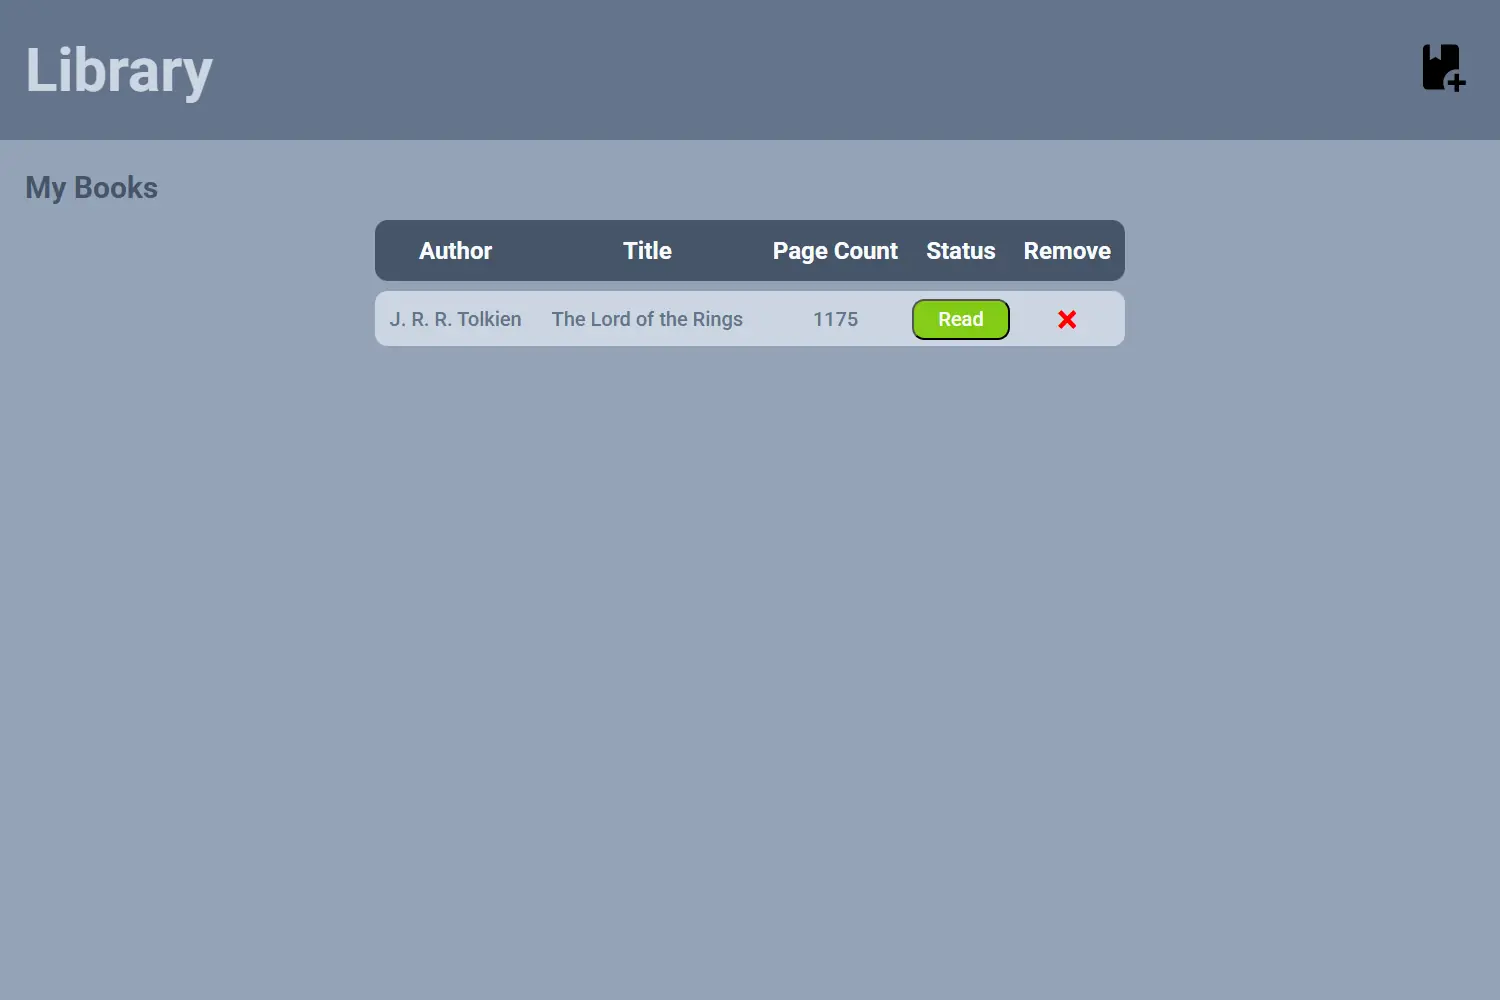 Library
My Books
Author Title Page Count Status Remove
J. R. R. Tolkien The Lord of the Rings 1175 Read